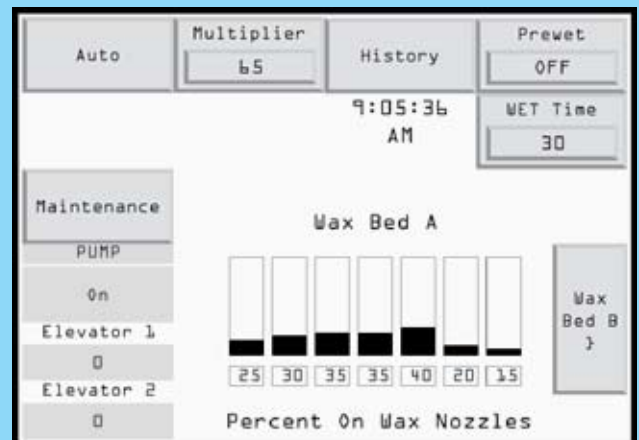 Auto
Multiplier
65
History
Prewet
OFF
9:05:36
AM
WET Time
30
Maintenance
PUMP
On
Elevator 1
0
Elevator 2
0
Wax Bed A
25 30 35 35 40 20 15
Percent On Wax Nozzles
Wax
Bed B
}